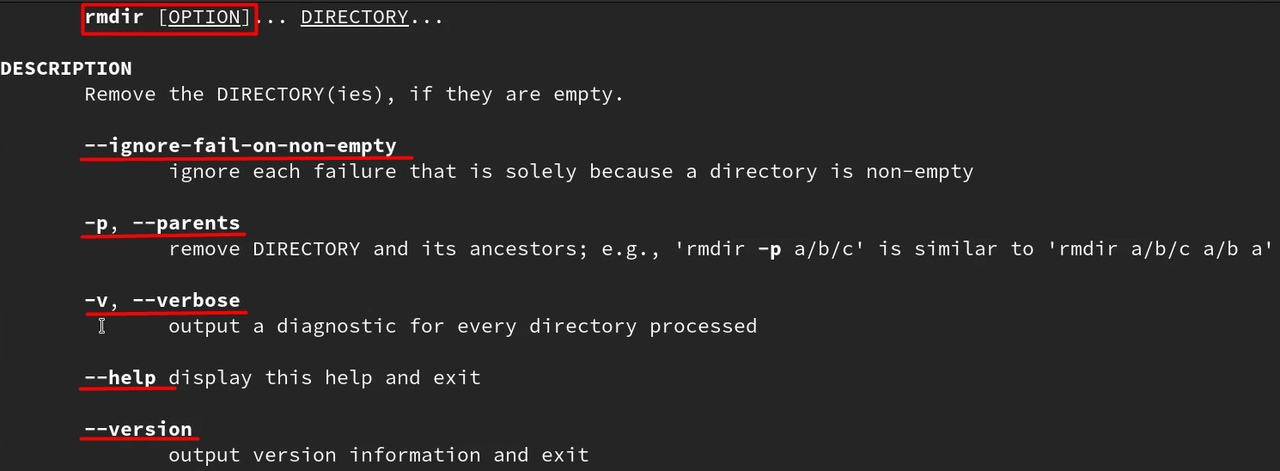 rmdir [OPTION]... DIRECTORY...
DESCRIPTION
Remove the DIRECTORY(ies), if they are empty.
--ignore-fail-on-non-empty
ignore each failure that is solely because a directory is non-empty
-p, --parents
remove DIRECTORY and its ancestors; e.g., 'rmdir -p a/b/c' is similar to 'rmdir a/b/c a/b a'
-v, --verbose
output a diagnostic for every directory processed
--help display this help and exit
--version
output version information and exit